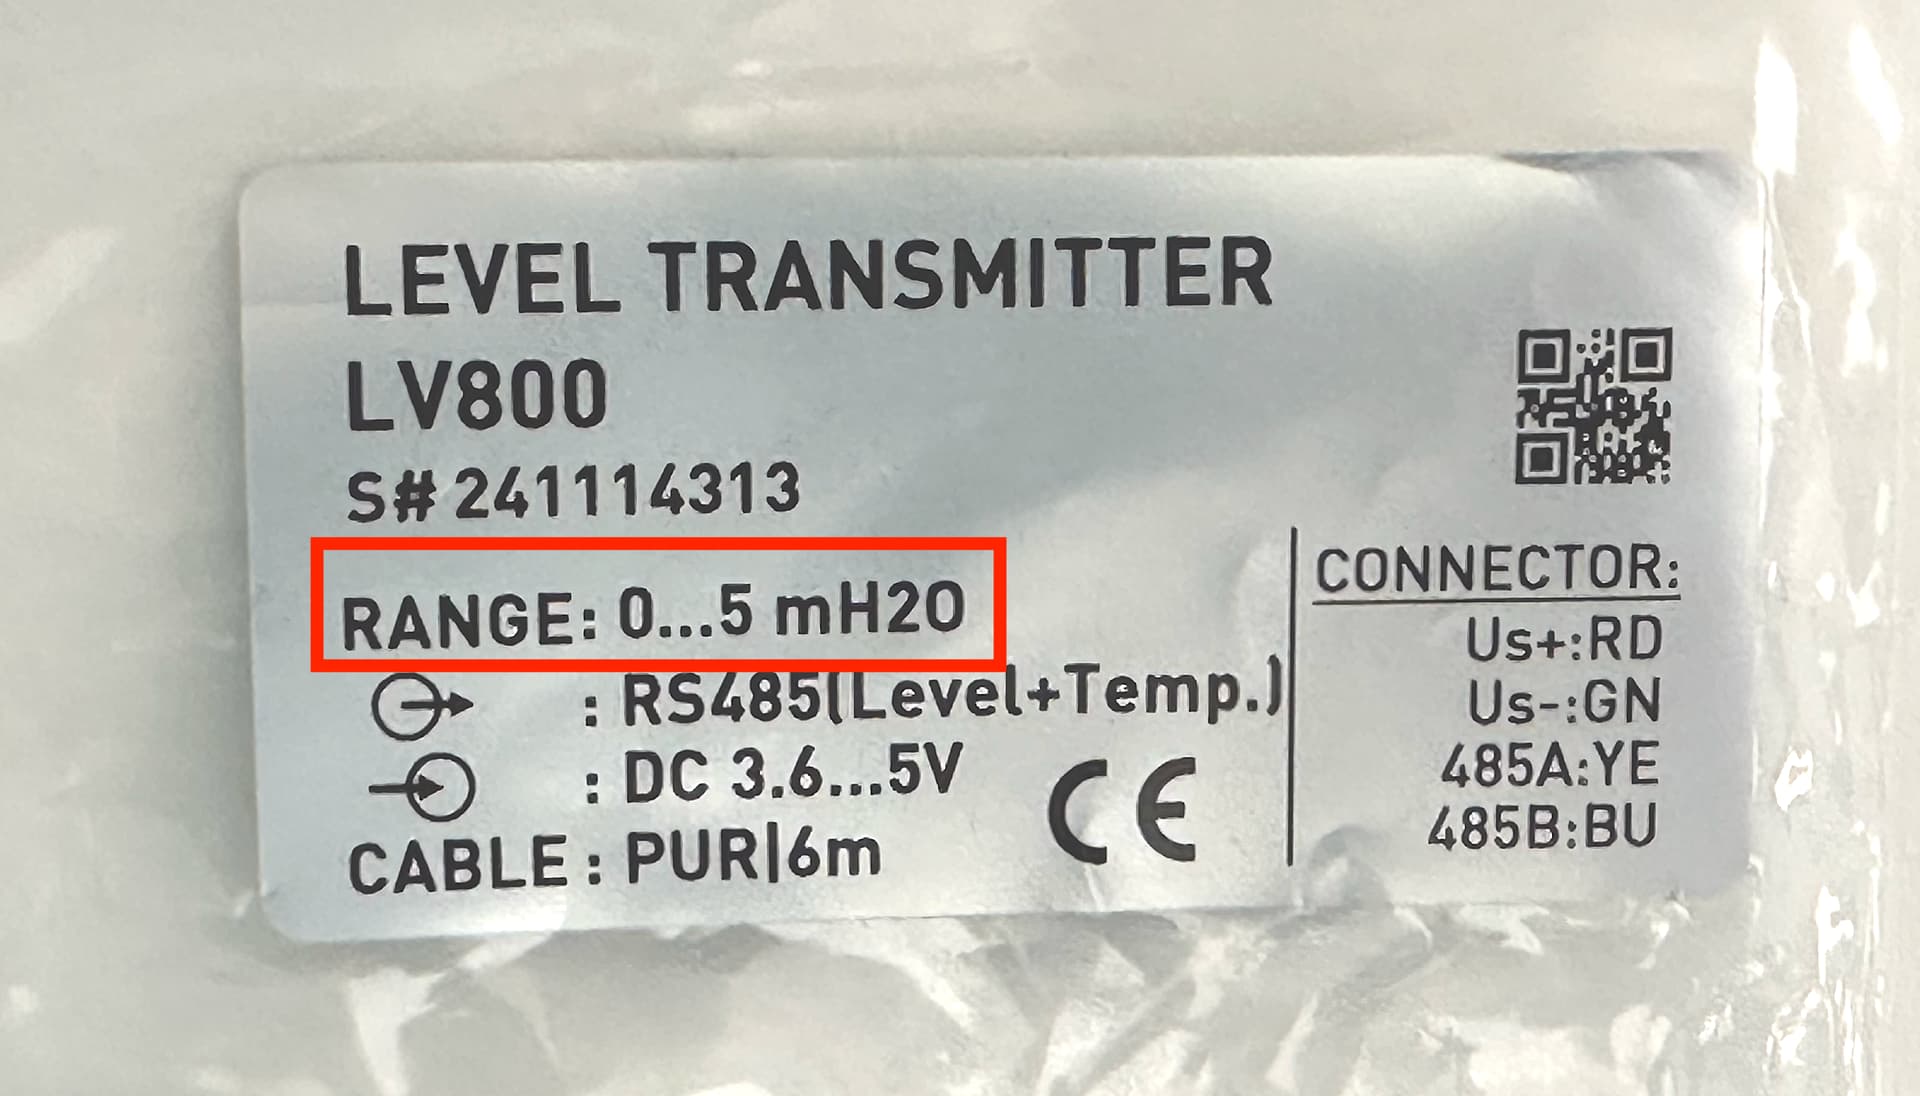 LEVEL TRANSMITTER
LV800
S# 241114313
RANGE: 0...5 mH2O
: RS485(Level+Temp.)
: DC 3.6...5V
CABLE : PUR|6m
CE
CONNECTOR:
Us+:RD
Us-:GN
485A:YE
485B:BU